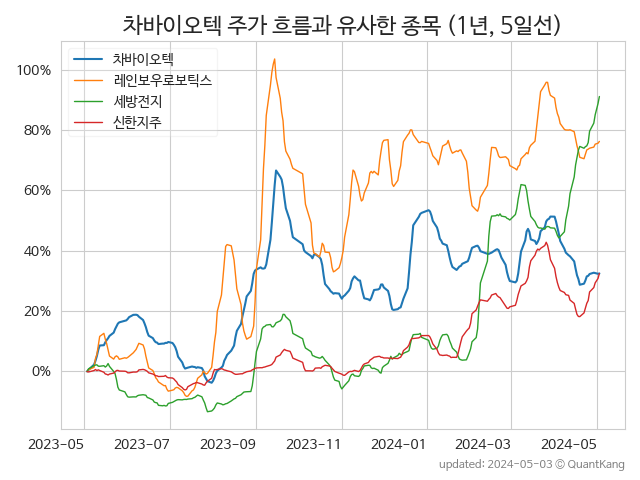 차바이오텍 주가 흐름과 유사한 종목 (1년, 5일선)
차바이오텍
레인보우로보틱스
세방전지
신한지주
100%
80%
60%
40%
20%
0%
2023-05 2023-07 2023-09 2023-11 2024-01 2024-03 2024-05
updated: 2024-05-03 © QuantKang